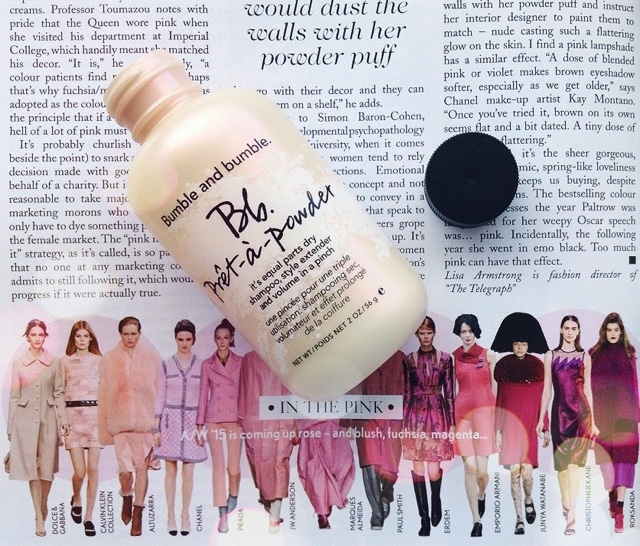 creams. Professor Toumazou notes with
pride that the Queen wore pink when
she visited his department at Imperial
College, which handily meant she matched
his decor. "It is," he
"a
colour patients find
that's why fuchsia/
adopted as the colou
the principle that if a
hell of a lot of pink must
It's probably churlish
beside the point) to snark a
decision made with goo
behalf of a charity. But i
reasonable to take majo
marketing morons who
only have to dye something p
the female market. The "pink i
it" strategy, as it's called, is so pa
that no one at any marketing co
admits to still following it, which wou
progress if it were actually true.
would dust the
walls with her
powder puff
go with their decor and they can
em on a shelf," he adds.
to Simon Baron-Cohen,
elopmental psychopathology
niversity, when it comes
women tend to rely
ctions. Emotional
concept and not
that speak to
eers grope
up. It's
walls with her powder puff and instruct
her interior designer to paint them to
match – nude casting such a flattering
glow on the skin. I find a pink lampshade
has a similar effect. "A dose of blended
pink or violet makes brown eyeshadow
softer, especially as we get older," says
Chanel make-up artist Kay Montano.
"Once you've tried it, brown on its own
seems flat and a bit dated. A tiny dose of
flattering."
it's the sheer, gorgeous,
mic, spring-like loveliness
keeps us buying, despite
s. The bestselling colour
esses the year Paltrow was
ed for her weepy Oscar speech
was... pink. Incidentally, the following
year she went in emo black. Too much
pink can have that effect.
Lisa Armstrong is fashion director of
"The Telegraph"
Bumble and bumble.
Bb.
Prêt-à-powder
it's equal parts dry
shampoo, style extender
and volume in a pinch
une pincée pour une triple
utilisation: shampooing sec,
volumateur et effet prolongé
de la coiffure
NET WT/POIDS NET 2 OZ/56 g ℮
• IN THE PINK •
A/W '15 is coming up rose – and blush, fuchsia, magenta...
DOLCE & GABBANA
CALVIN KLEIN COLLECTION
ALTUZARRA
CHANEL
PRADA
JW ANDERSON
MARQUES ALMEIDA
PAUL SMITH
ERDEM
EMPORIO ARMANI
JUNYA WATANABE
CHRISTOPHER KANE
ROKSANDA